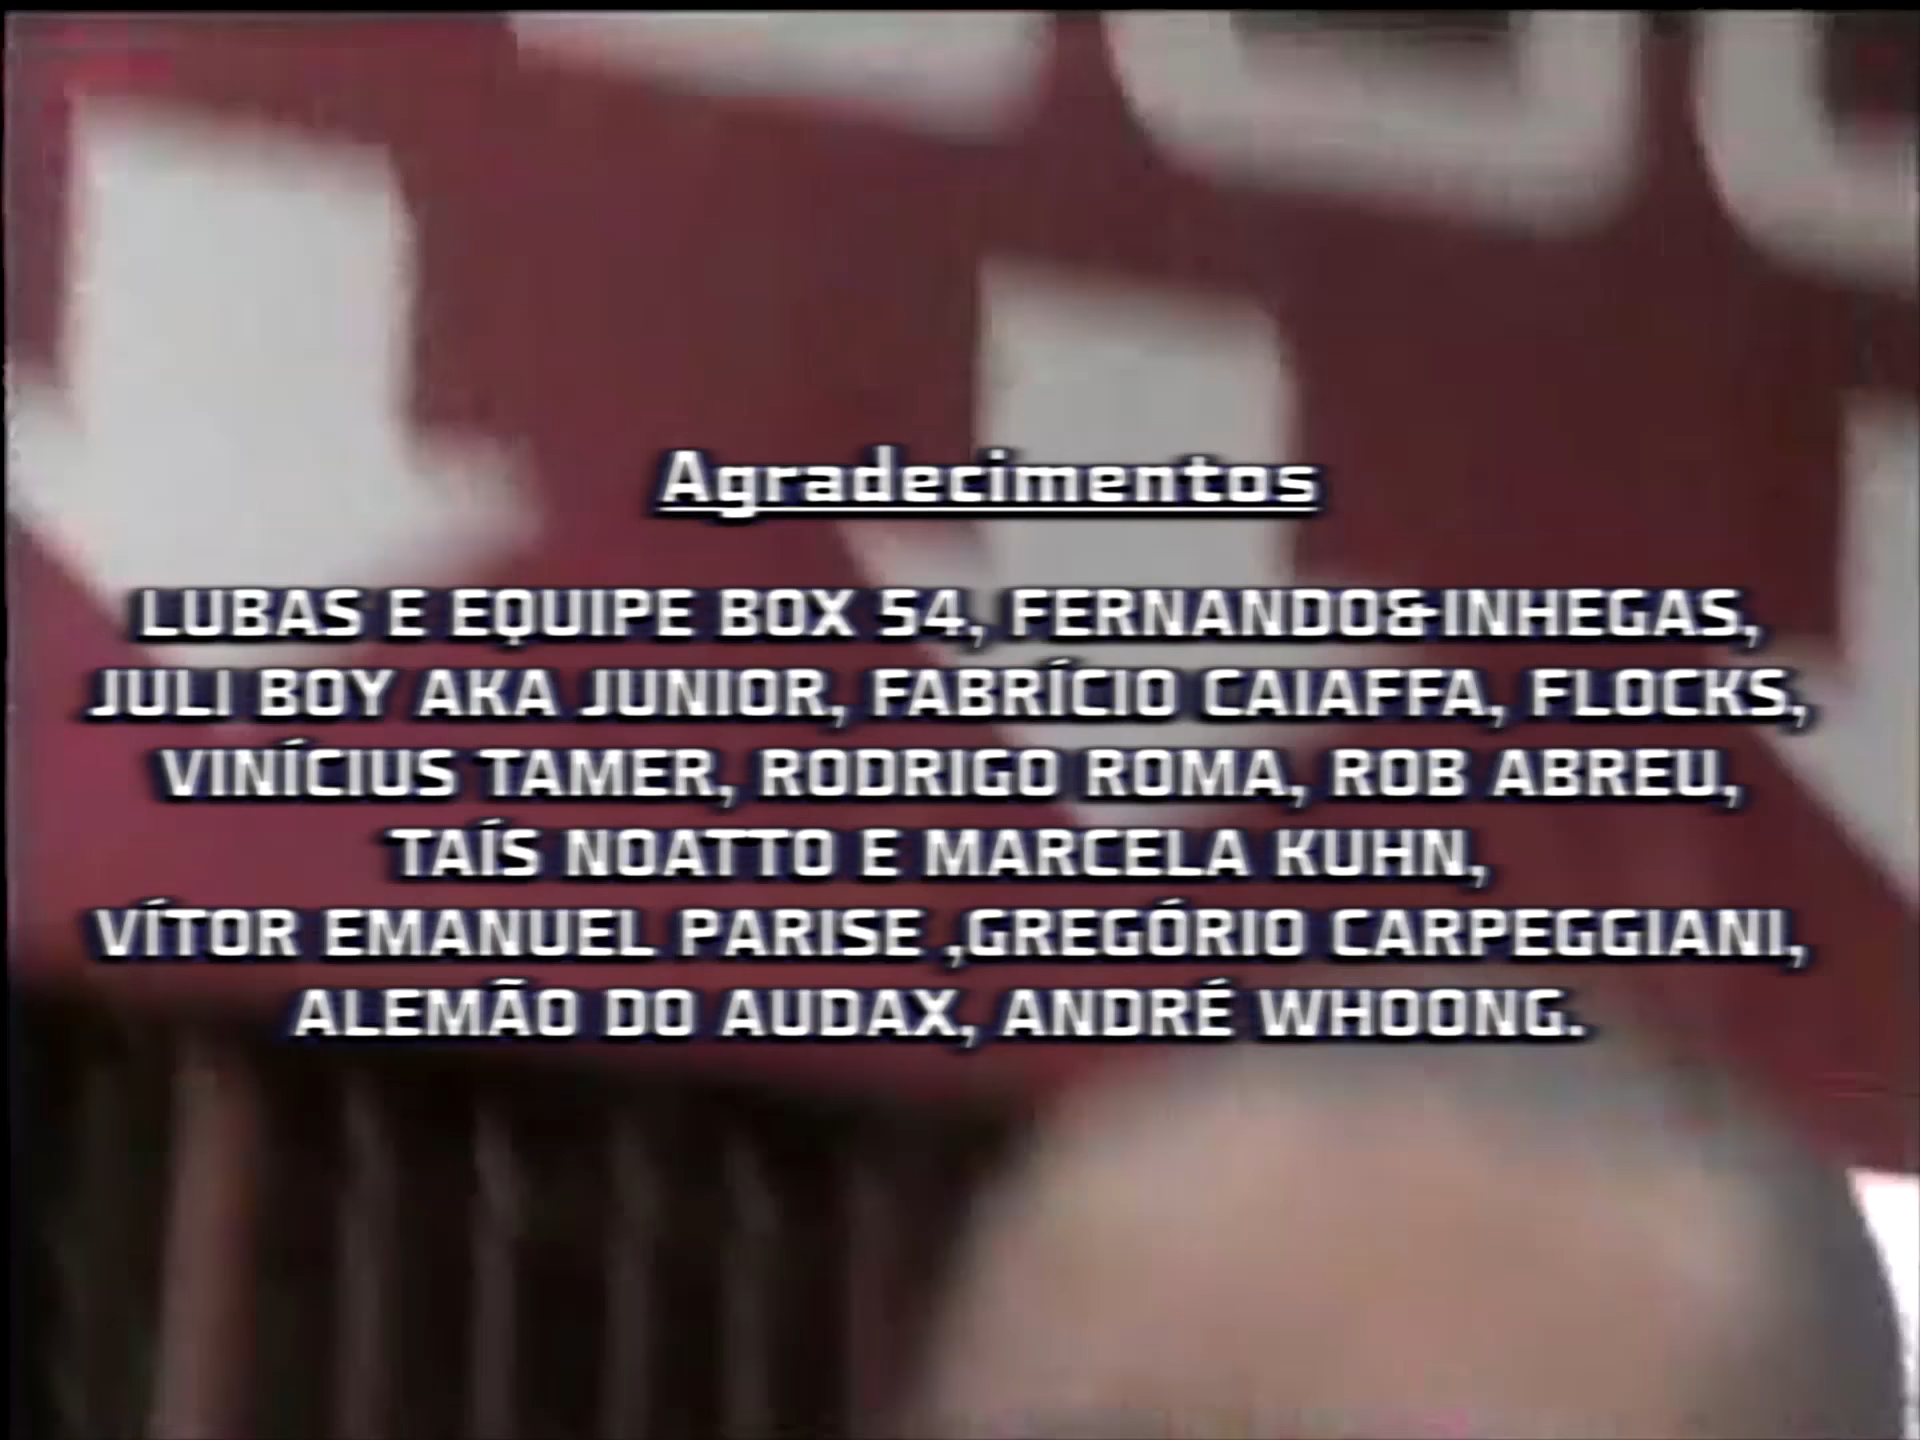 Agradecimentos
LUBAS E EQUIPE BOX 54, FERNANDO&INHEGAS,
JULI BOY AKA JUNIOR, FABRÍCIO CAIAFFA, FLOCKS,
VINÍCIUS TAMER, RODRIGO ROMA, ROB ABREU,
TAÍS NOATTO E MARCELA KUHN,
VÍTOR EMANUEL PARISE ,GREGÓRIO CARPEGGIANI,
ALEMÃO DO AUDAX, ANDRÉ WHOONG.